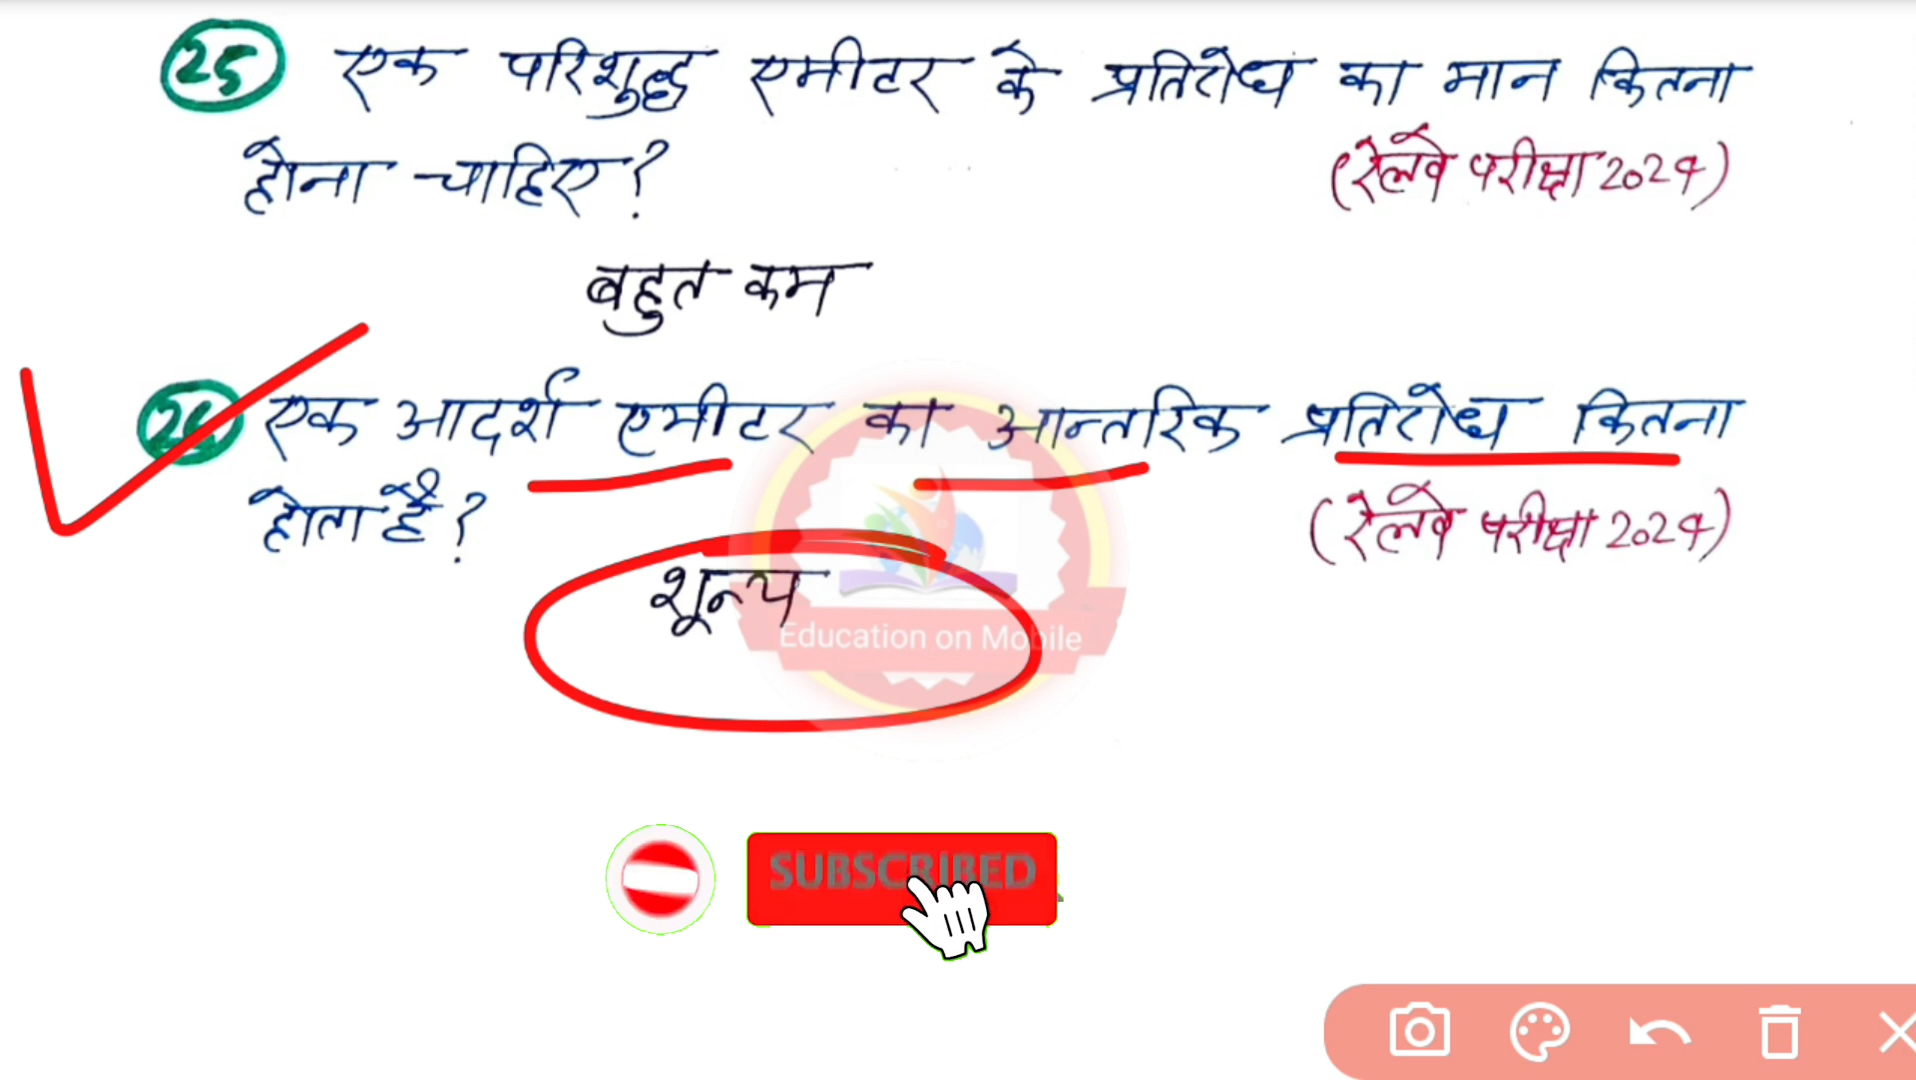 25 एक परिशुद्ध एमीटर के प्रतिरोध का मान कितना
होना चाहिए? (रेलवे परीक्षा 2024)
बहुत कम
26 एक आदर्श एमीटर का आन्तरिक प्रतिरोध कितना
होता है? (रेलवे परीक्षा 2024)
शून्य
Education on Mobile
SUBSCRIBED